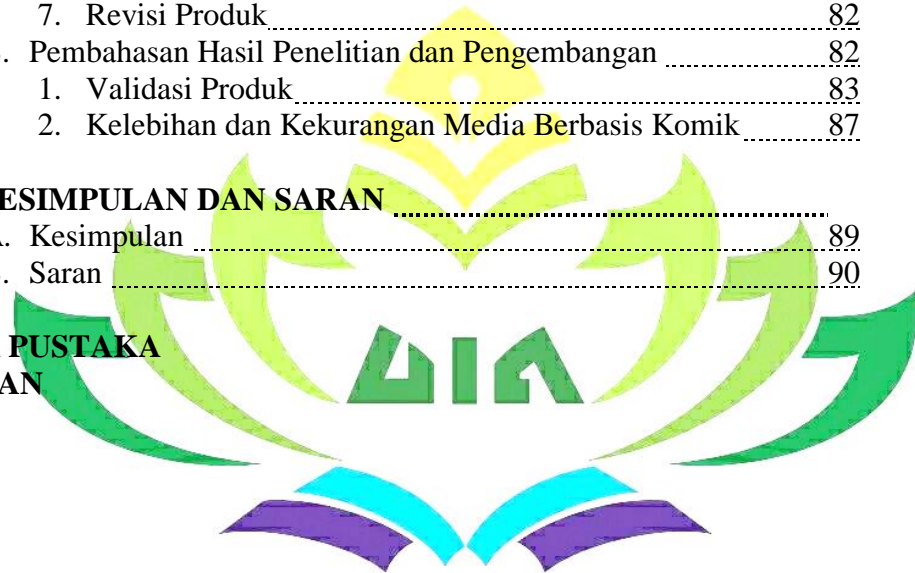 7. Revisi Produk 82
. Pembahasan Hasil Penelitian dan Pengembangan 82
1. Validasi Produk 83
2. Kelebihan dan Kekurangan Media Berbasis Komik 87
ESIMPULAN DAN SARAN
. Kesimpulan 89
. Saran 90
PUSTAKA
AN